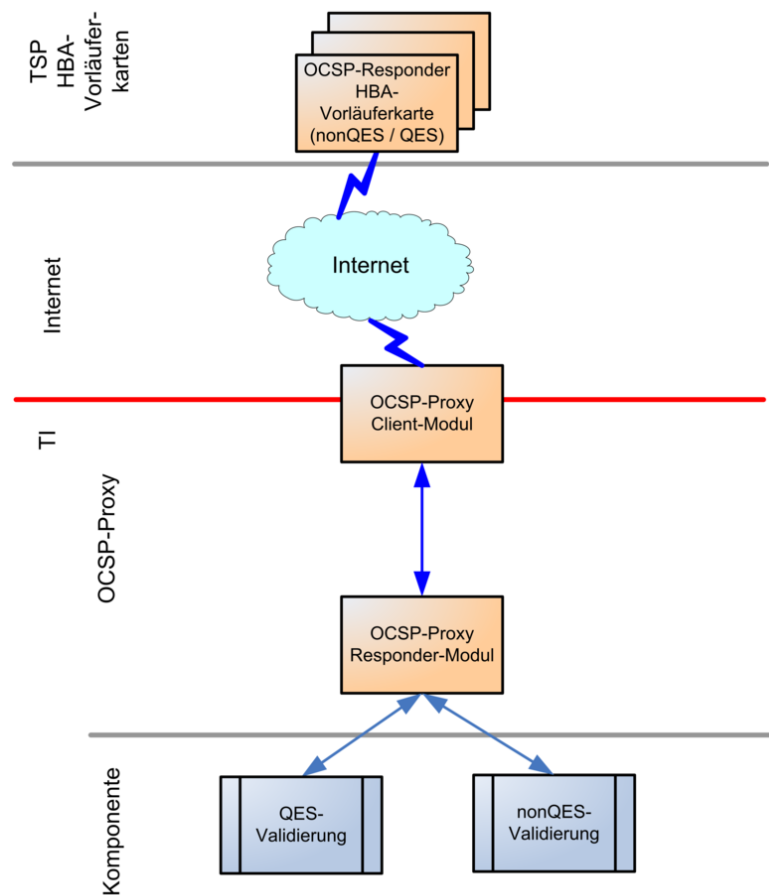 TSP
HBA-
Vorläufer
karten
OCSP-Responder
HBA-
Vorläuferkarte
(nonQES / QES)
Internet
Internet
OCSP-Proxy
Client-Modul
TI
OCSP-Proxy
OCSP-Proxy
Responder-Modul
Komponente
QES-
Validierung
nonQES-
Validierung